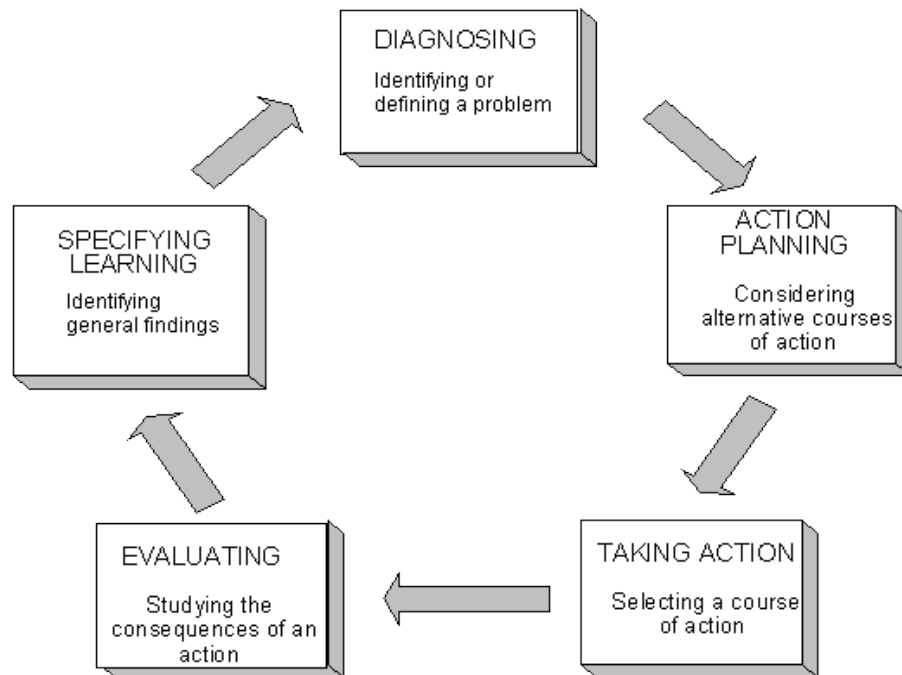 DIAGNOSING
Identifying or
defining a problem
ACTION
PLANNING
Considering
alternative courses
of action
TAKING ACTION
Selecting a course
of action
EVALUATING
Studying the
consequences of an
action
SPECIFYING
LEARNING
Identifying
general findings